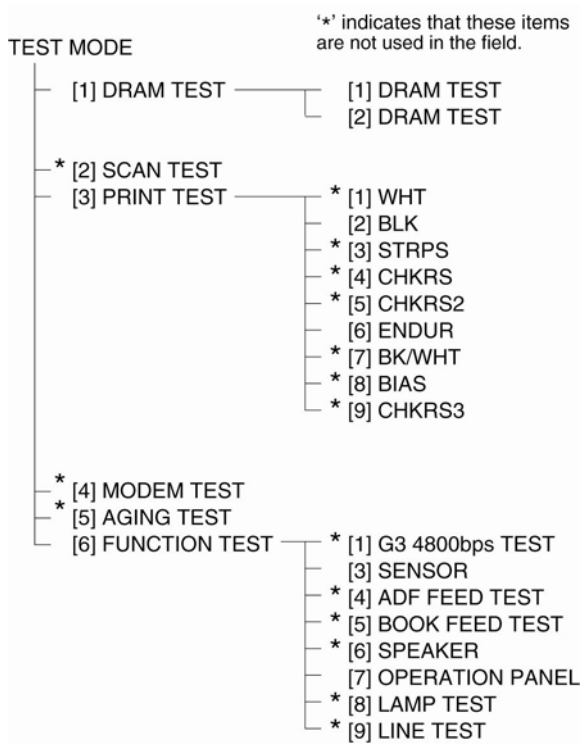 '*' indicates that these items
are not used in the field.
TEST MODE
[1] DRAM TEST
[1] DRAM TEST
[2] DRAM TEST
* [2] SCAN TEST
[3] PRINT TEST
* [1] WHT
[2] BLK
* [3] STRPS
* [4] CHKRS
* [5] CHKRS2
[6] ENDUR
* [7] BK/WHT
* [8] BIAS
* [9] CHKRS3
* [4] MODEM TEST
* [5] AGING TEST
[6] FUNCTION TEST
* [1] G3 4800bps TEST
[3] SENSOR
* [4] ADF FEED TEST
* [5] BOOK FEED TEST
* [6] SPEAKER
[7] OPERATION PANEL
* [8] LAMP TEST
* [9] LINE TEST